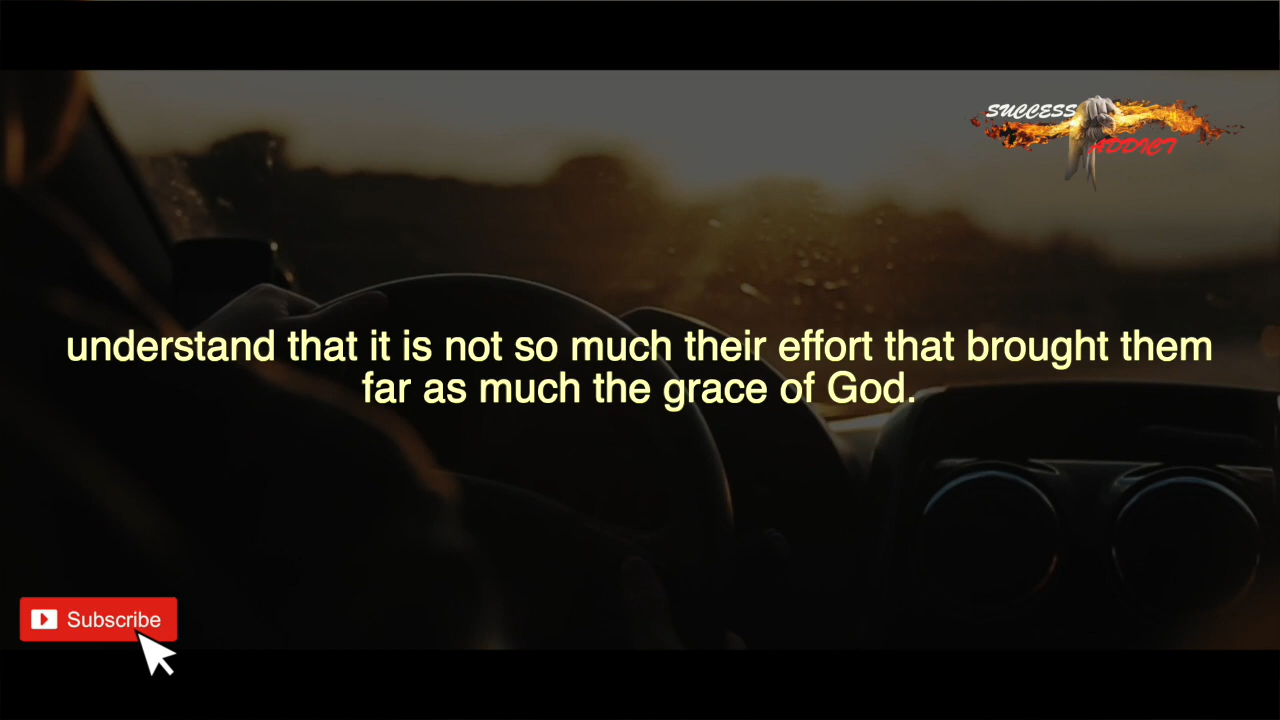 SUCCESS
ADDICT
understand that it is not so much their effort that brought them
far as much the grace of God.
Subscribe